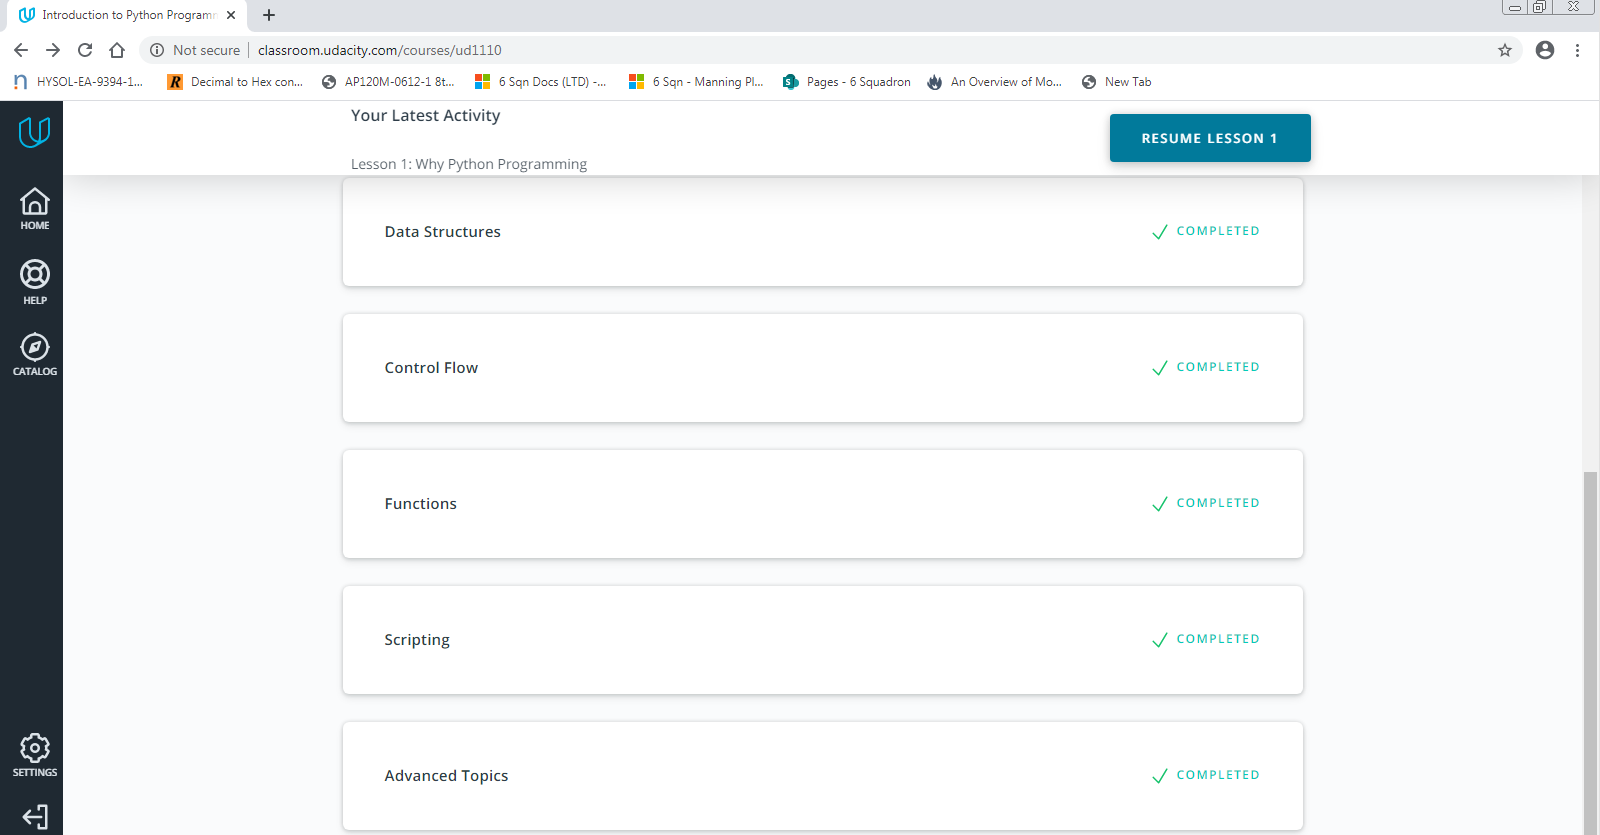 Introduction to Python Programm
Not secure
classroom.udacity.com/courses/ud1110
HYSOL-EA-9394-1...
Decimal to Hex con...
AP120M-0612-1 8t...
6 Sqn Docs (LTD) -...
6 Sqn - Manning Pl...
Pages - 6 Squadron
An Overview of Mo...
New Tab
Your Latest Activity
RESUME LESSON 1
Lesson 1: Why Python Programming
HOME
HELP
CATALOG
SETTINGS
Data Structures
COMPLETED
Control Flow
COMPLETED
Functions
COMPLETED
Scripting
COMPLETED
Advanced Topics
COMPLETED